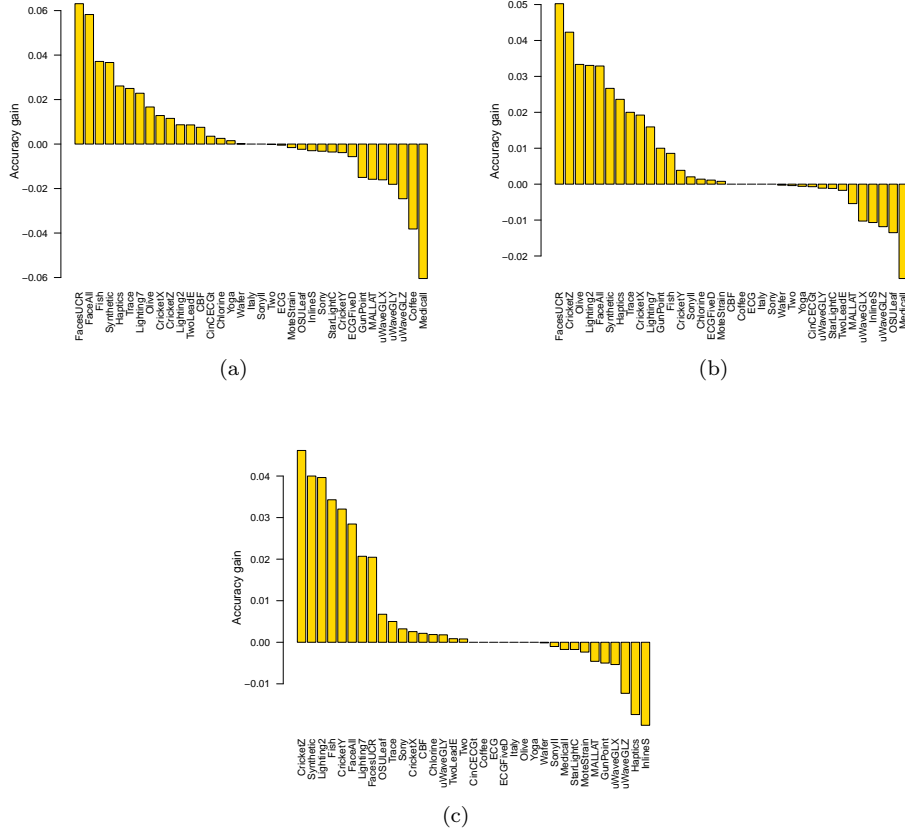 0.06
0.04
0.02
0.00
−0.02
−0.04
−0.06
Accuracy gain
FacesUCR
FaceAll
Fish
Synthetic
Haptics
Trace
Lighting7
Olive
CricketX
CricketZ
Lighting2
TwoLeadE
CBF
CinCECGt
Chlorine
Yoga
Wafer
Italy
SonyII
Two
ECG
MoteStrain
OSULeaf
InlineS
Sony
StarLightC
CricketY
ECGFiveD
GunPoint
MALLAT
uWaveGLX
uWaveGLY
uWaveGLZ
Coffee
Medicall
(a)
0.05
0.04
0.03
0.02
0.01
0.00
−0.01
−0.02
Accuracy gain
FacesUCR
CricketZ
Olive
Lighting2
FaceAll
Synthetic
Haptics
Trace
CricketX
Lighting7
GunPoint
Fish
CricketY
SonyII
Chlorine
ECGFiveD
MoteStrain
CBF
Coffee
ECG
Italy
Sony
Wafer
Two
Yoga
CinCECGt
uWaveGLY
StarLightC
TwoLeadE
MALLAT
uWaveGLX
InlineS
uWaveGLZ
OSULeaf
Medicall
(b)
0.04
0.03
0.02
0.01
0.00
−0.01
Accuracy gain
CricketZ
Synthetic
Lighting2
Fish
CricketY
FaceAll
Lighting7
FacesUCR
OSULeaf
Trace
Sony
CricketX
CBF
Chlorine
uWaveGLY
TwoLeadE
Two
CinCECGt
Coffee
ECG
ECGFiveD
Italy
Olive
Yoga
Wafer
SonyII
Medicall
StarLightC
MoteStrain
MALLAT
GunPoint
uWaveGLX
uWaveGLZ
Haptics
InlineS
(c)